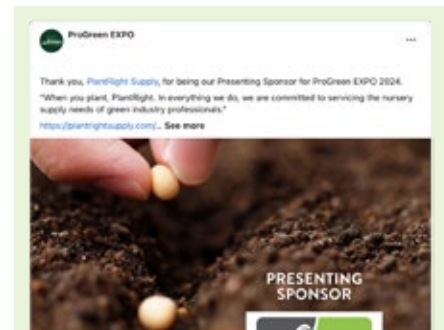 ProGreen EXPO
Thank you, PlantRight Supply, for being our Presenting Sponsor for ProGreen EXPO 2024.
"When you plant, PlantRight. In everything we do, we are committed to servicing the nursery
supply needs of green industry professionals."
https://plantrightsupply.com/... See more
PRESENTING
SPONSOR